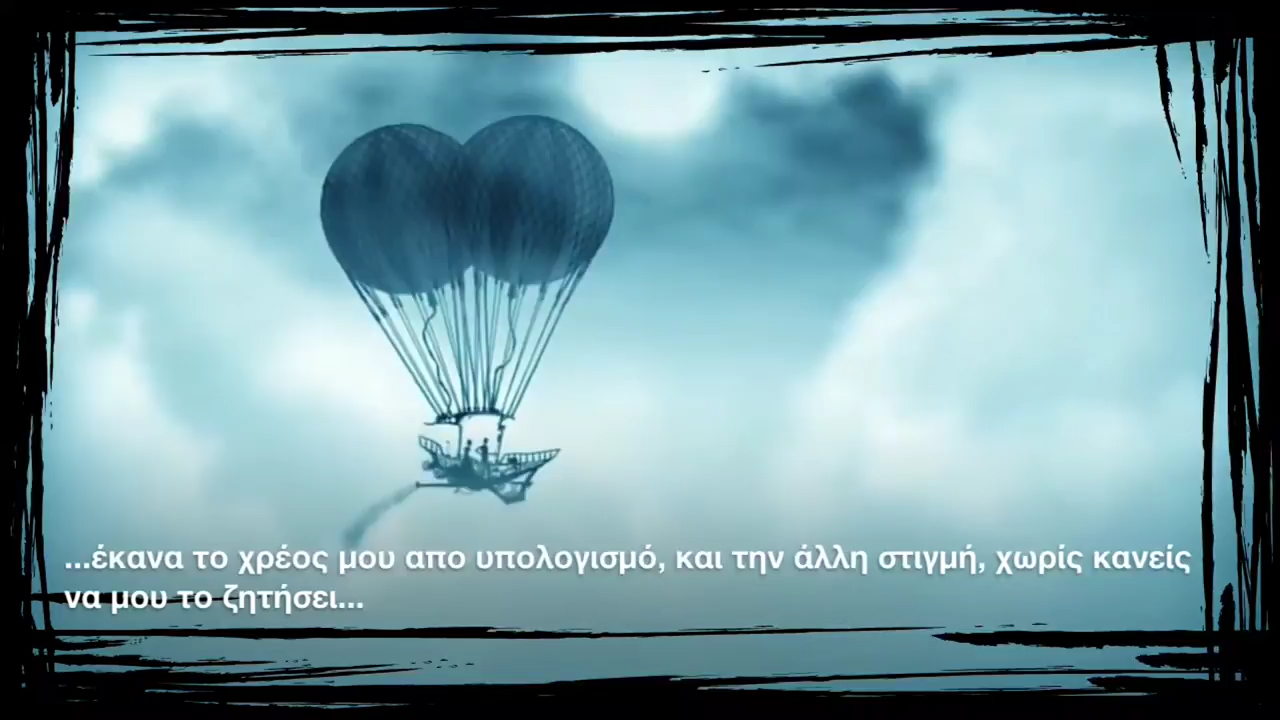 ...έκανα το χρέος μου απο υπολογισμό, και την άλλη στιγμή, χωρίς κανείς
να μου το ζητήσει...